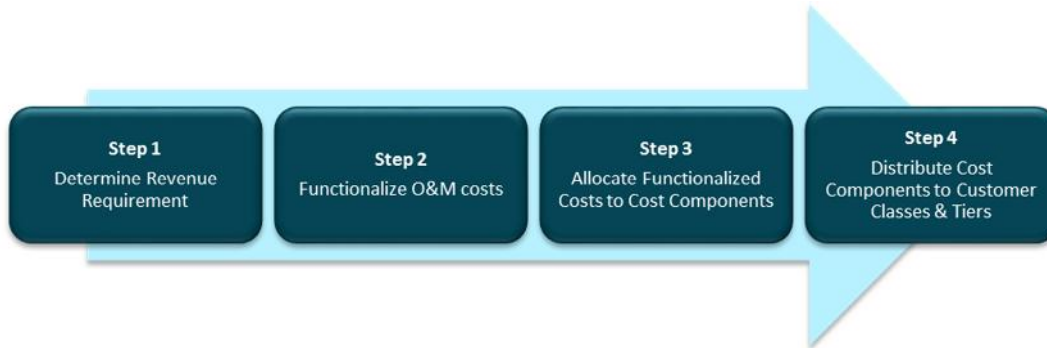 Step 1
Determine Revenue
Requirement
Step 2
Functionalize O&M costs
Step 3
Allocate Functionalized
Costs to Cost Components
Step 4
Distribute Cost
Components to Customer
Classes & Tiers